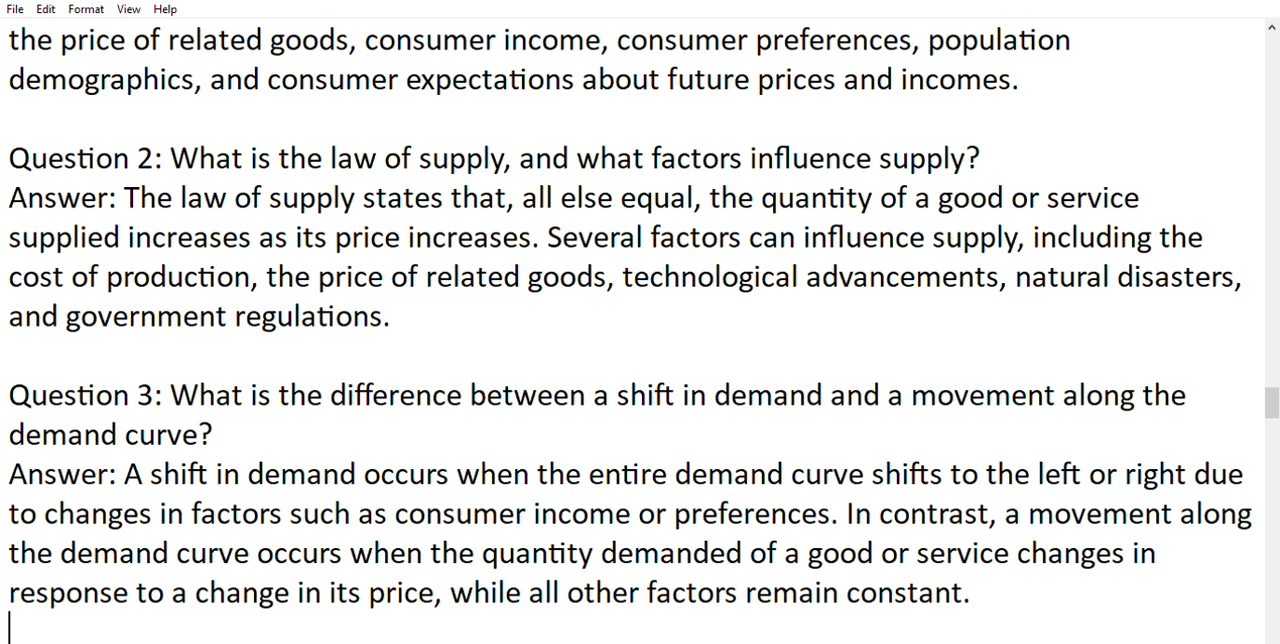 File Edit Format View Help
the price of related goods, consumer income, consumer preferences, population
demographics, and consumer expectations about future prices and incomes.
Question 2: What is the law of supply, and what factors influence supply?
Answer: The law of supply states that, all else equal, the quantity of a good or service
supplied increases as its price increases. Several factors can influence supply, including the
cost of production, the price of related goods, technological advancements, natural disasters,
and government regulations.
Question 3: What is the difference between a shift in demand and a movement along the
demand curve?
Answer: A shift in demand occurs when the entire demand curve shifts to the left or right due
to changes in factors such as consumer income or preferences. In contrast, a movement along
the demand curve occurs when the quantity demanded of a good or service changes in
response to a change in its price, while all other factors remain constant.